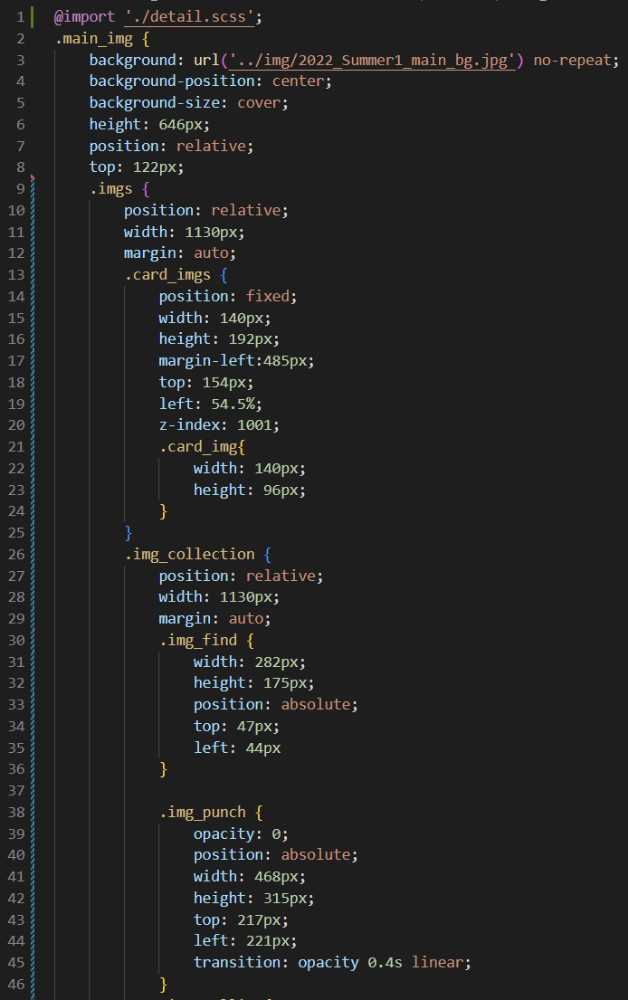 1 @import './detail.scss';
2 .main_img {
3 background: url('../img/2022_Summer1_main_bg.jpg') no-repeat;
4 background-position: center;
5 background-size: cover;
6 height: 646px;
7 position: relative;
8 top: 122px;
9 .imgs {
10 position: relative;
11 width: 1130px;
12 margin: auto;
13 .card_imgs {
14 position: fixed;
15 width: 140px;
16 height: 192px;
17 margin-left:485px;
18 top: 154px;
19 left: 54.5%;
20 z-index: 1001;
21 .card_img{
22 width: 140px;
23 height: 96px;
24 }
25 }
26 .img_collection {
27 position: relative;
28 width: 1130px;
29 margin: auto;
30 .img_find {
31 width: 282px;
32 height: 175px;
33 position: absolute;
34 top: 47px;
35 left: 44px
36 }
37
38 .img_punch {
39 opacity: 0;
40 position: absolute;
41 width: 468px;
42 height: 315px;
43 top: 217px;
44 left: 221px;
45 transition: opacity 0.4s linear;
46 }